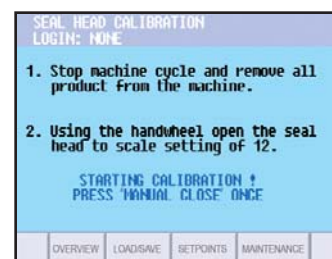 SEAL HEAD CALIBRATION
LOGIN: NONE
1. Stop machine cycle and remove all
product from the machine.
2. Using the handwheel open the seal
head to scale setting of 12.
STARTING CALIBRATION !
PRESS 'MANUAL CLOSE' ONCE
OVERVIEW LOAD/SAVE SETPOINTS MAINTENANCE